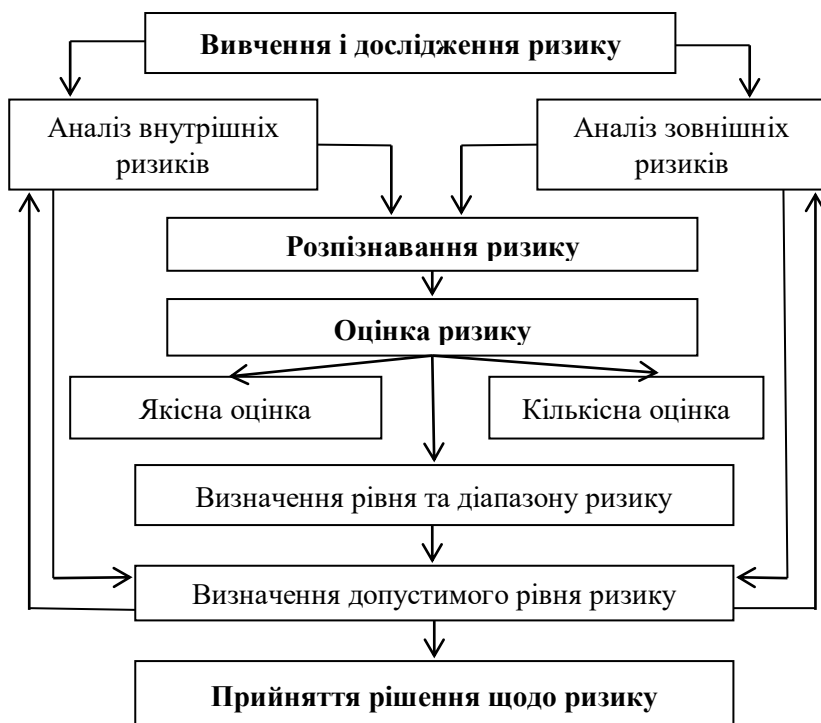 Вивчення і дослідження ризику
Аналіз внутрішніх
ризиків
Аналіз зовнішніх
ризиків
Розпізнавання ризику
Оцінка ризику
Якісна оцінка
Кількісна оцінка
Визначення рівня та діапазону ризику
Визначення допустимого рівня ризику
Прийняття рішення щодо ризику